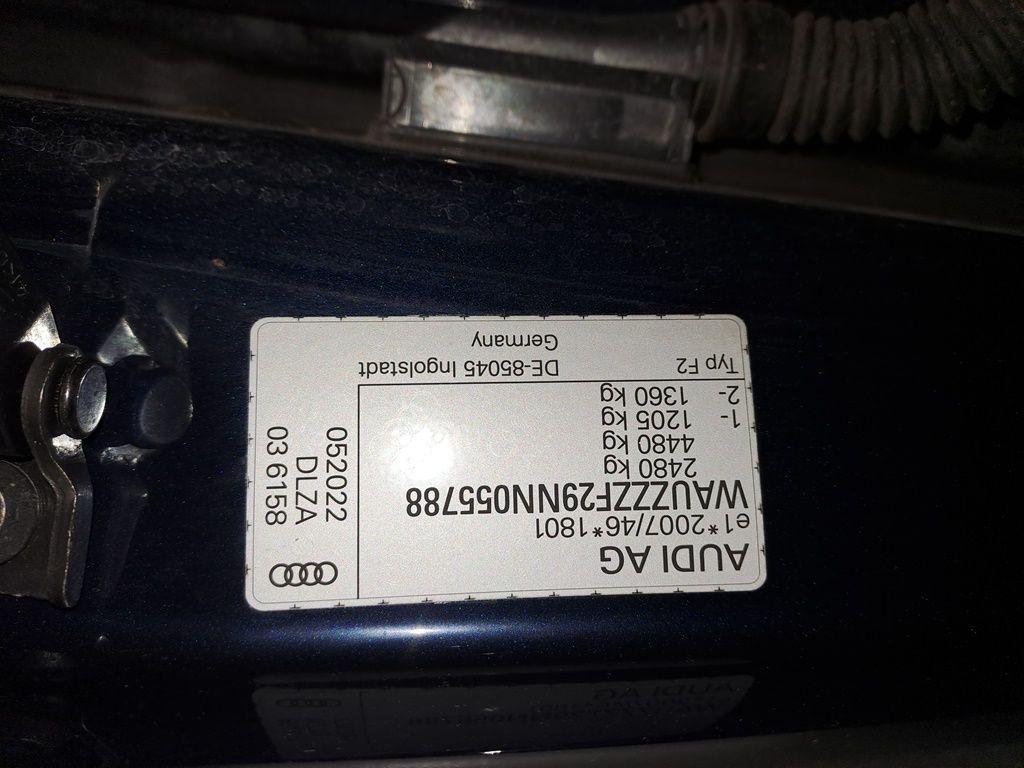 AUDI AG
e1*2007/46*1801
WAUZZZF29NN055788
2480 kg
4480 kg
1- 1205 kg
2- 1360 kg
Typ F2 DE-85045 Ingolstadt
Germany
052022
DLZA
03 6158